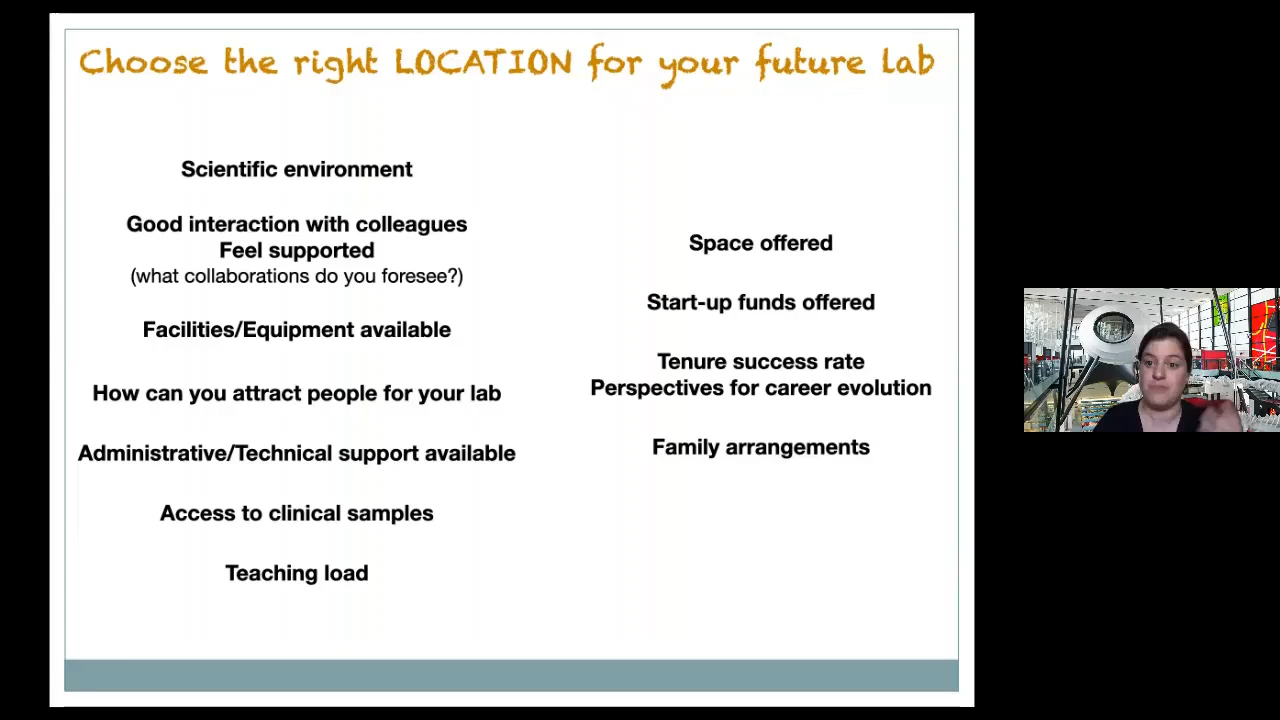 Choose the right LOCATION for your future lab
Scientific environment
Good interaction with colleagues
Feel supported
(what collaborations do you foresee?)
Facilities/Equipment available
How can you attract people for your lab
Administrative/Technical support available
Access to clinical samples
Teaching load
Space offered
Start-up funds offered
Tenure success rate
Perspectives for career evolution
Family arrangements